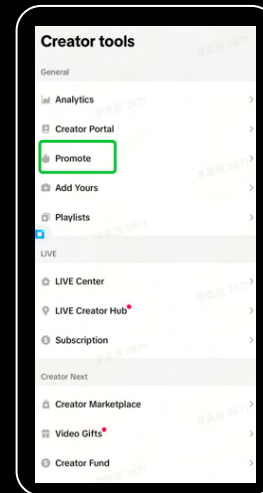 Creator tools
General
Analytics
Creator Portal
Promote
Add Yours
Playlists
LIVE
LIVE Center
LIVE Creator Hub
Subscription
Creator Next
Creator Marketplace
Video Gifts
Creator Fund